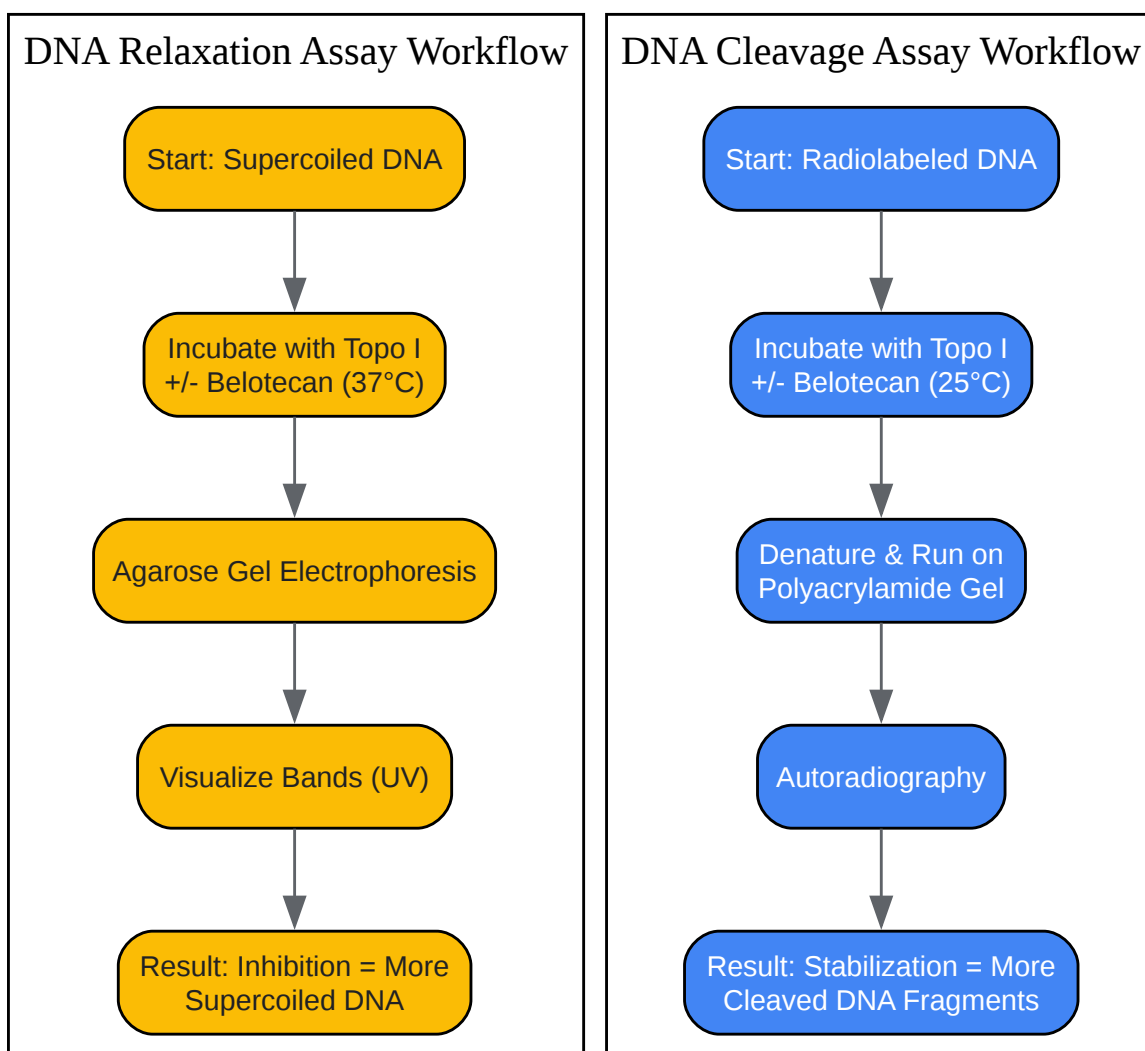 DNA Relaxation Assay Workflow
Start: Supercoiled DNA
Incubate with Topo I
+/- Belotecan (37°C)
Agarose Gel Electrophoresis
Visualize Bands (UV)
Result: Inhibition = More
Supercoiled DNA
DNA Cleavage Assay Workflow
Start: Radiolabeled DNA
Incubate with Topo I
+/- Belotecan (25°C)
Denature & Run on
Polyacrylamide Gel
Autoradiography
Result: Stabilization = More
Cleaved DNA Fragments